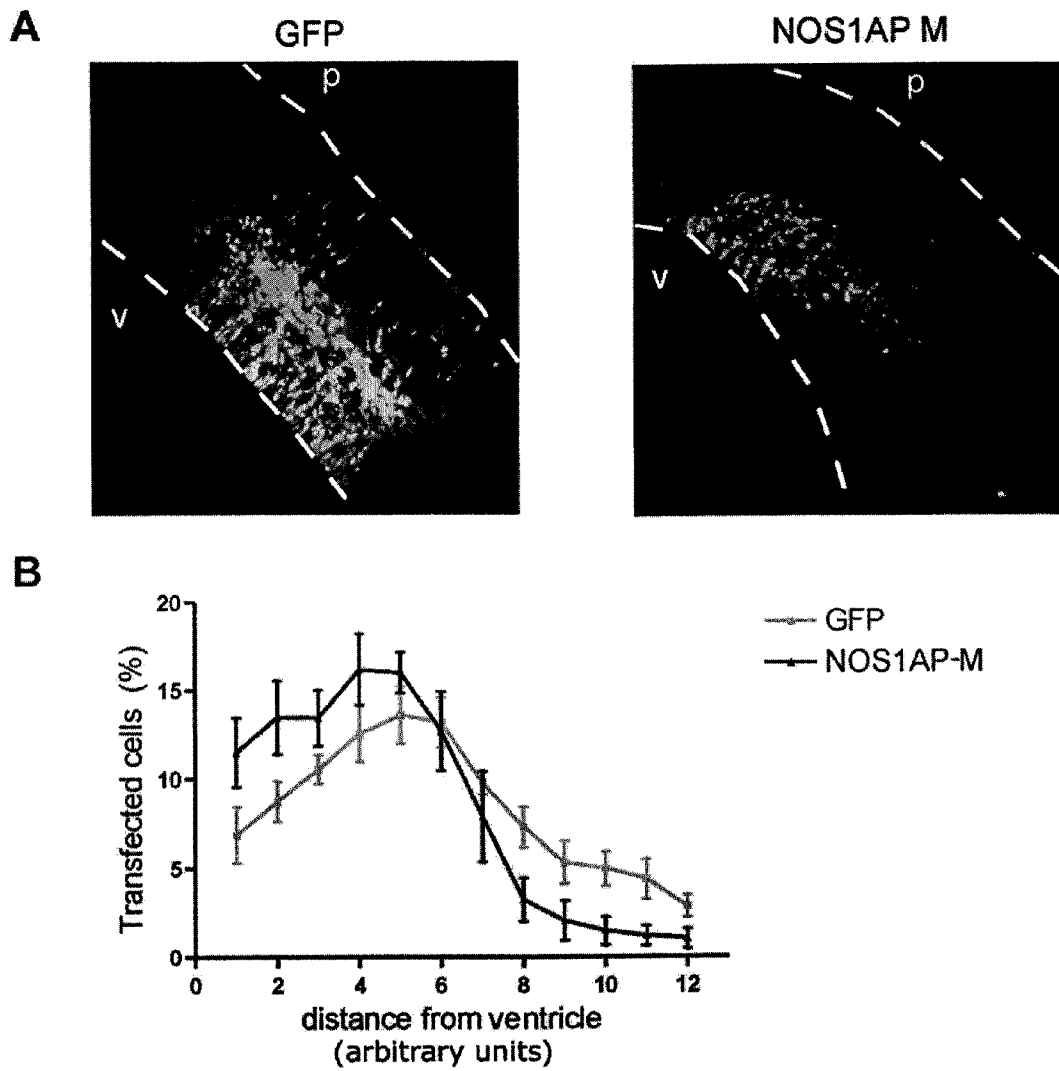 A
GFP
NOS1AP M
p
v
p
v
B
Transfected cells (%)
20
15
10
5
0
0 2 4 6 8 10 12
distance from ventricle
(arbitrary units)
GFP
NOS1AP-M